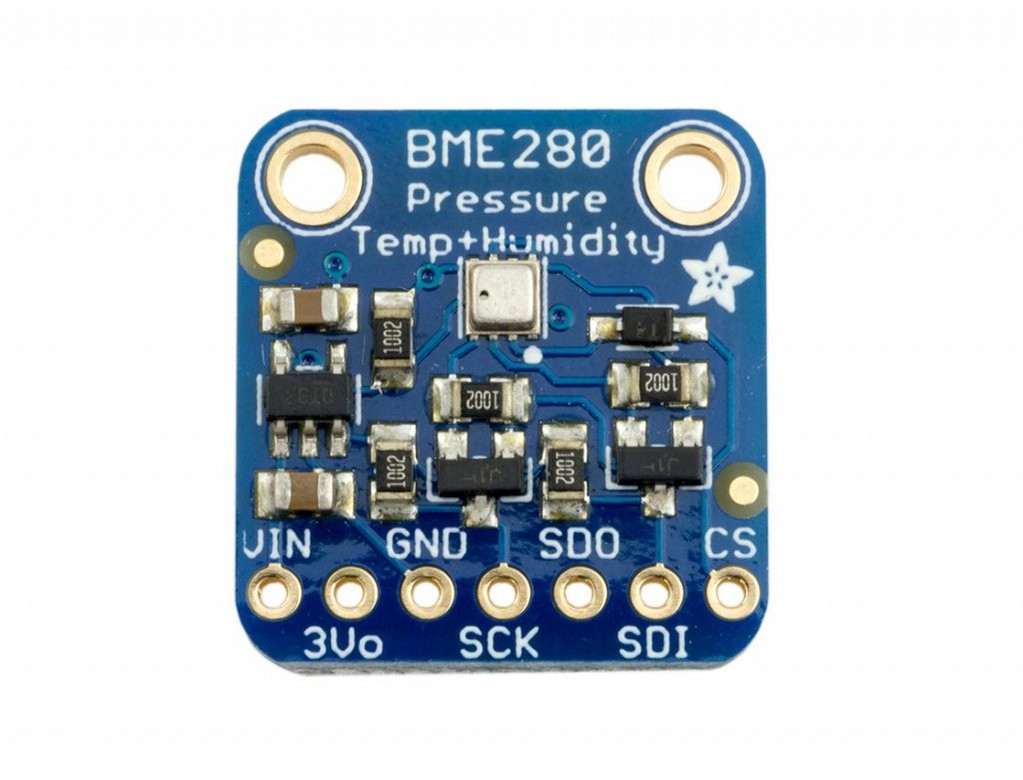 BME280
Pressure
Temp+Humidity
1002
1002
1002
1002
1002
VIN GND SDO CS
3Vo SCK SDI